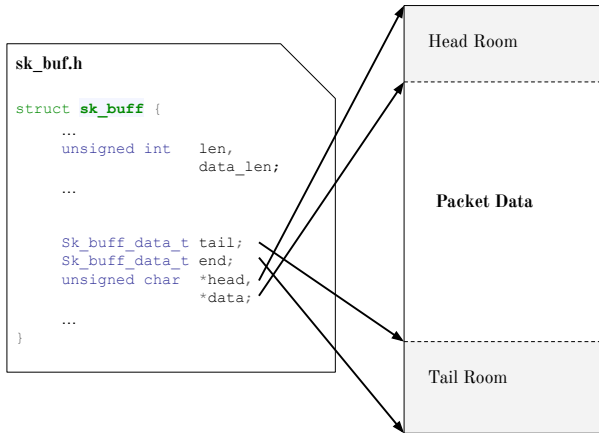 sk_buf.h
struct sk_buff {
...
unsigned int len,
data_len;
...
Sk_buff_data_t tail;
Sk_buff_data_t end;
unsigned char *head,
*data;
...
}
Head Room
Packet Data
Tail Room